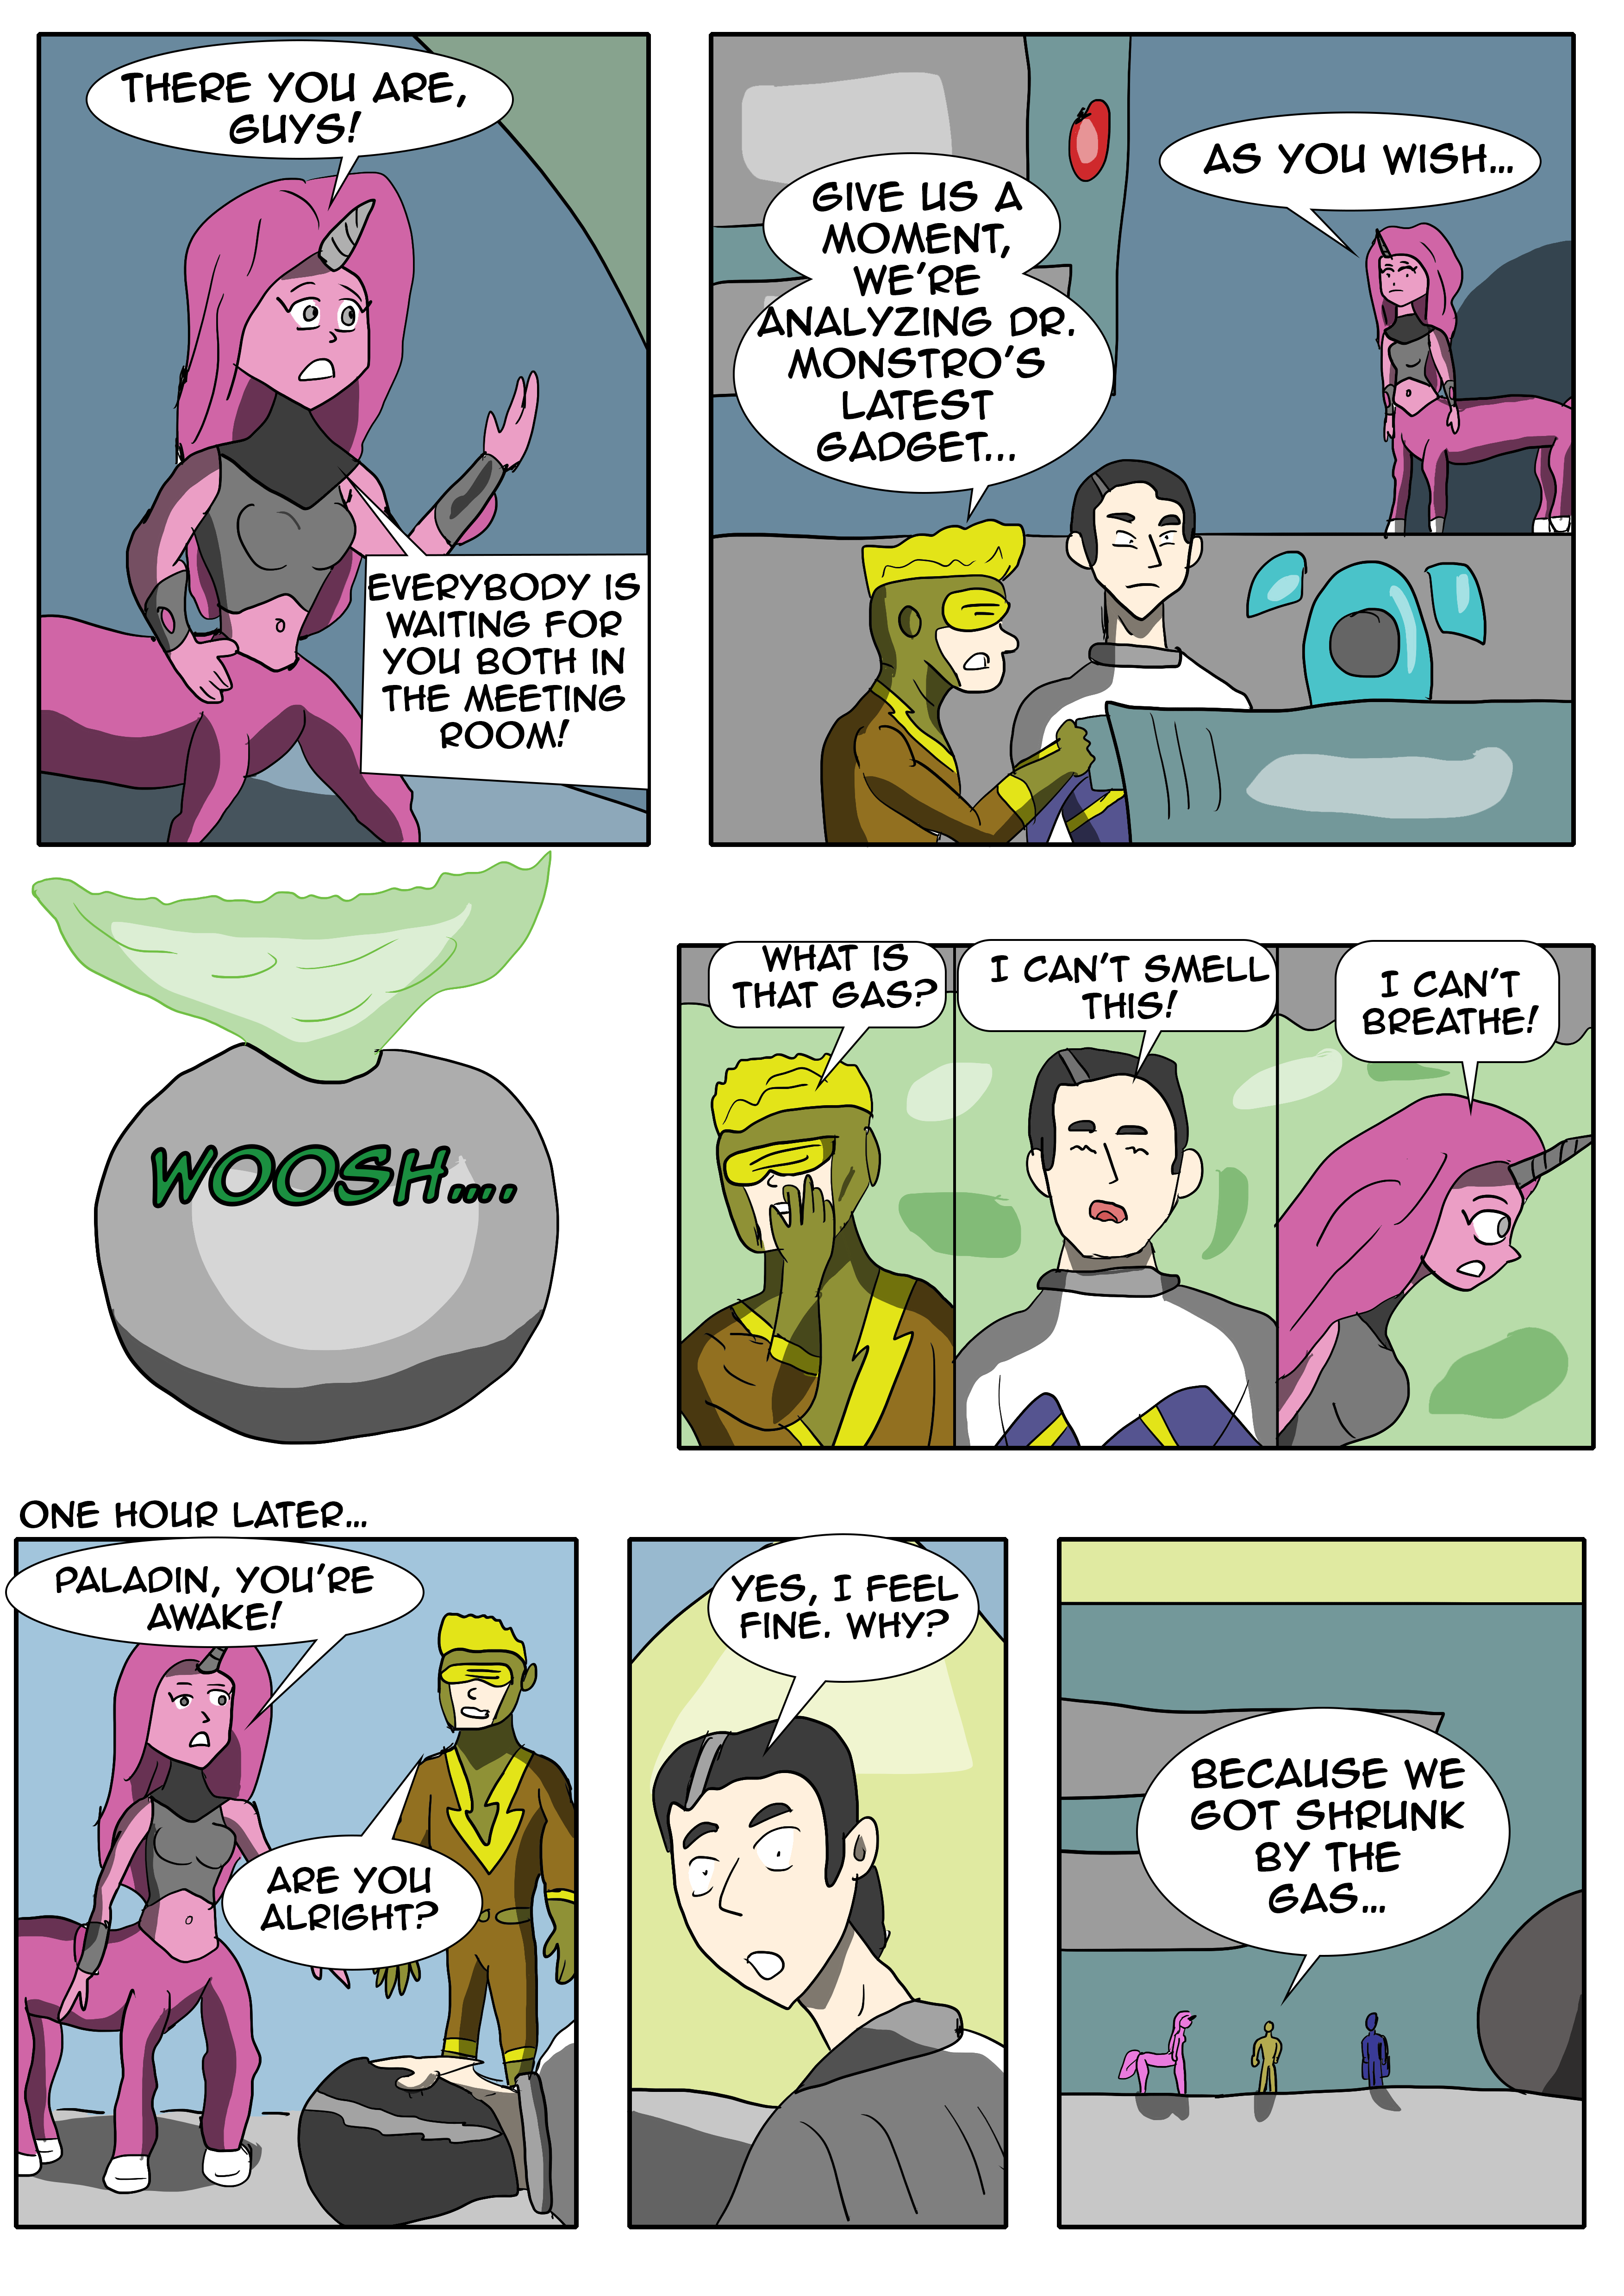 THERE YOU ARE,
GUYS!
EVERYBODY IS
WAITING FOR
YOU BOTH IN
THE MEETING
ROOM!
GIVE US A
MOMENT,
WE'RE
ANALYZING DR.
MONSTRO'S
LATEST
GADGET...
AS YOU WISH...
WOOSH....
WHAT IS
THAT GAS?
I CAN'T SMELL
THIS!
I CAN'T
BREATHE!
ONE HOUR LATER...
PALADIN, YOU'RE
AWAKE!
ARE YOU
ALRIGHT?
YES, I FEEL
FINE. WHY?
BECAUSE WE
GOT SHRUNK
BY THE
GAS...